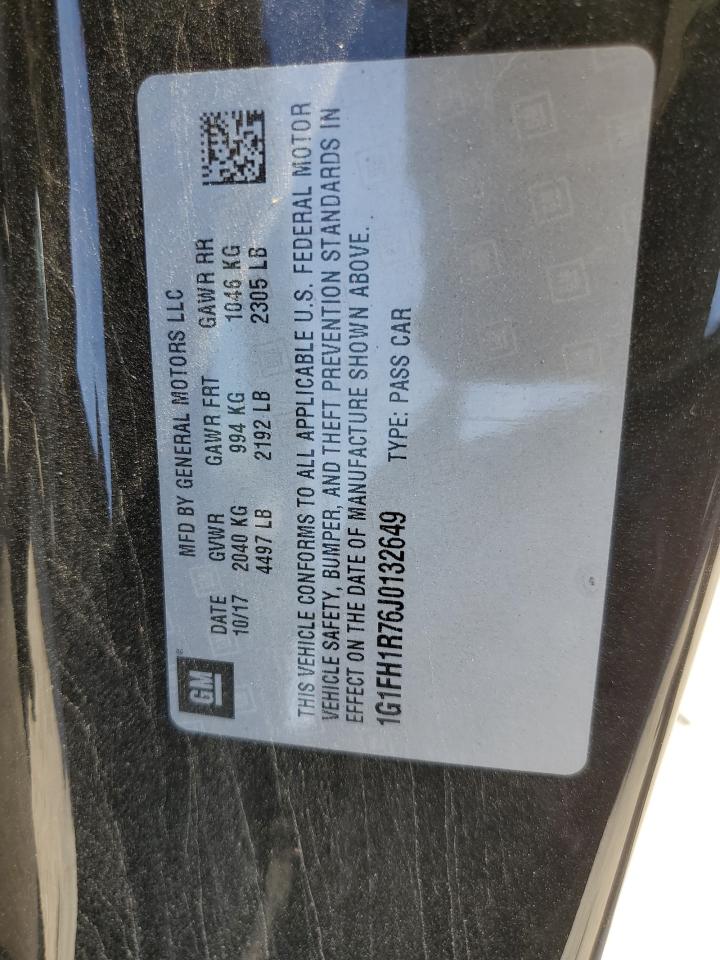 GM
MFD BY GENERAL MOTORS LLC
DATE GVWR GAWR FRT GAWR RR
10/17 2040 KG 994 KG 1046 KG
4497 LB 2192 LB 2305 LB
THIS VEHICLE CONFORMS TO ALL APPLICABLE U.S. FEDERAL MOTOR
VEHICLE SAFETY, BUMPER, AND THEFT PREVENTION STANDARDS IN
EFFECT ON THE DATE OF MANUFACTURE SHOWN ABOVE.
1G1FH1R76J0132649 TYPE: PASS CAR